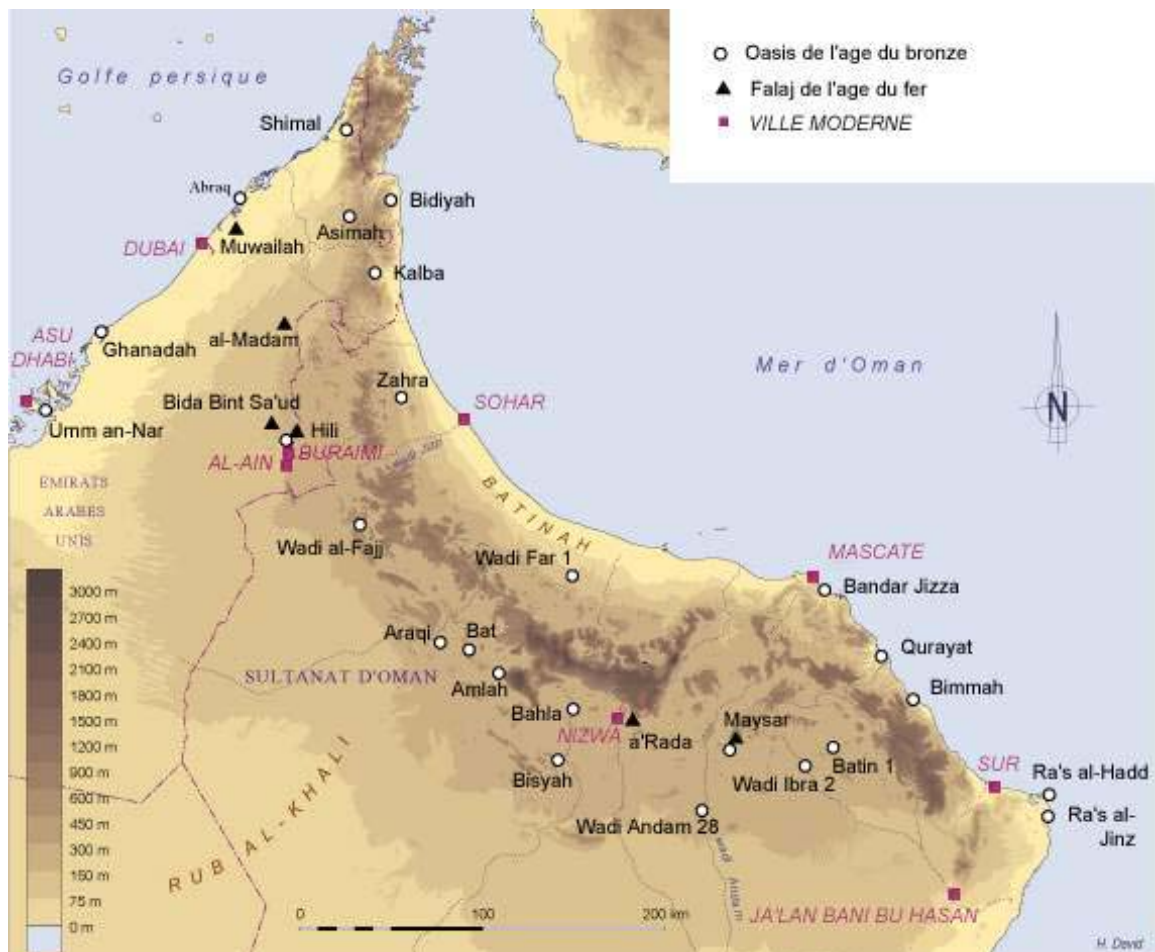 Golfe persique
Oasis de l'age du bronze
Falaj de l'age du fer
VILLE MODERNE
Shimal
Abraq
Bidiyah
Asimah
Muwailah
DUBAI
Kalba
al-Madam
ASU
DHABI
Ghanadah
Mer d'Oman
Zahra
N
Bida Bint Sa'ud
SOHAR
Umm an-Nar
Hili
BURAIMI
AL-AIN
wadi Jizi
EMIRATS
ARABES
UNIS
BATINAH
Wadi al-Fajj
Wadi Far 1
MASCATE
Bandar Jizza
3000 m
2700 m
2400 m
2100 m
1800 m
1500 m
1200 m
900 m
600 m
450 m
300 m
150 m
75 m
0 m
Araqi
Bat
Qurayat
SULTANAT D'OMAN
Amlah
Bimmah
Bahla
NIZWA
a'Rada
Maysar
Bisyah
Wadi Ibra 2
Batin 1
SUR
Ra's al-Hadd
Ra's al-
Jinz
Wadi Andam 28
RUB AL-KHALI
wadi
0
100
200 km
JA'LAN BANI BU HASAN
H. David